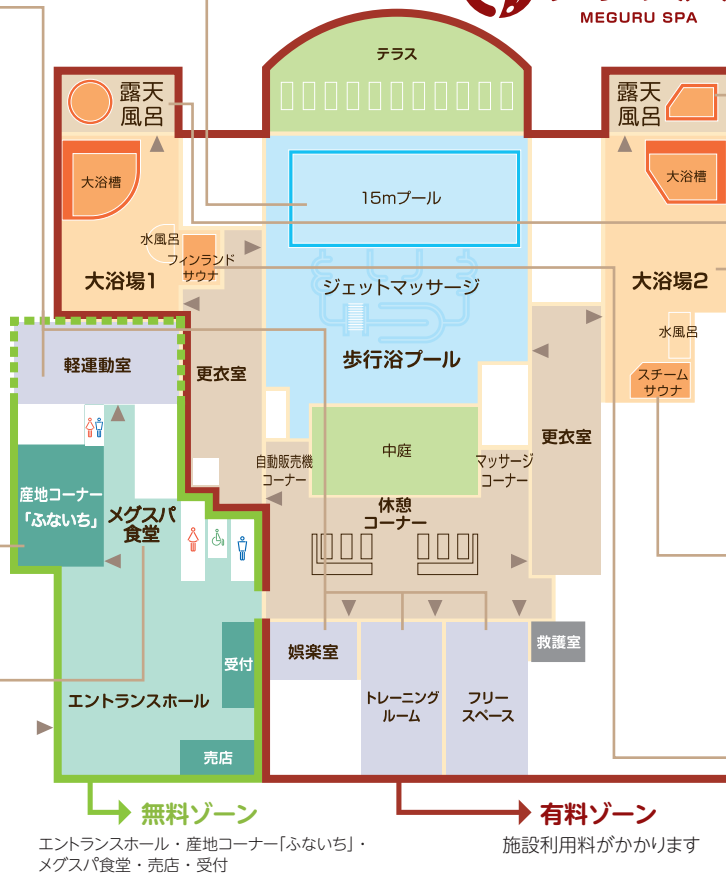 MEGURU SPA
テラス
露天
風呂
露天
風呂
大浴槽
15mプール
大浴槽
水風呂
フィンランド
サウナ
大浴場1
ジェットマッサージ
大浴場2
水風呂
歩行浴プール
軽運動室
更衣室
スチーム
サウナ
更衣室
中庭
自動販売機
コーナー
マッサージ
コーナー
産地コーナー
「ふないち」
メグスパ
食堂
休憩
コーナー
救護室
娯楽室
受付
トレーニング
ルーム
フリー
スペース
エントランスホール
売店
無料ゾーン
エントランスホール・産地コーナー「ふないち」・
メグスパ食堂・売店・受付
有料ゾーン
施設利用料がかかります